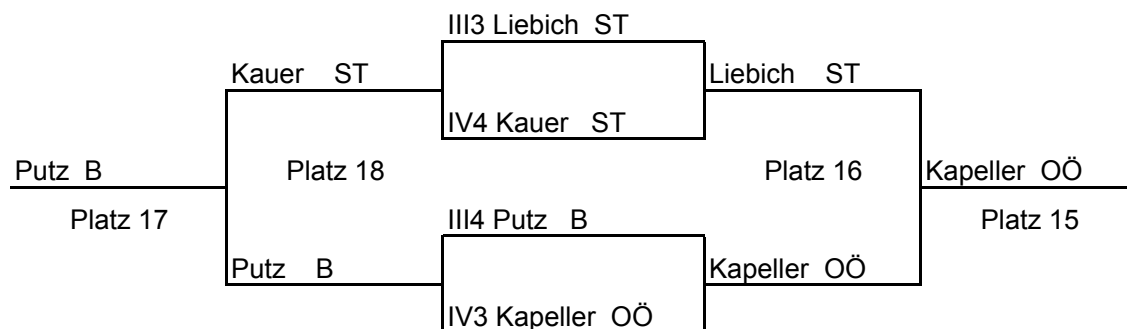 III3 Liebich ST
Kauer ST
Liebich ST
IV4 Kauer ST
Putz B
Platz 18
Platz 16
Kapeller OÖ
Platz 17
III4 Putz B
Platz 15
Putz B
Kapeller OÖ
IV3 Kapeller OÖ